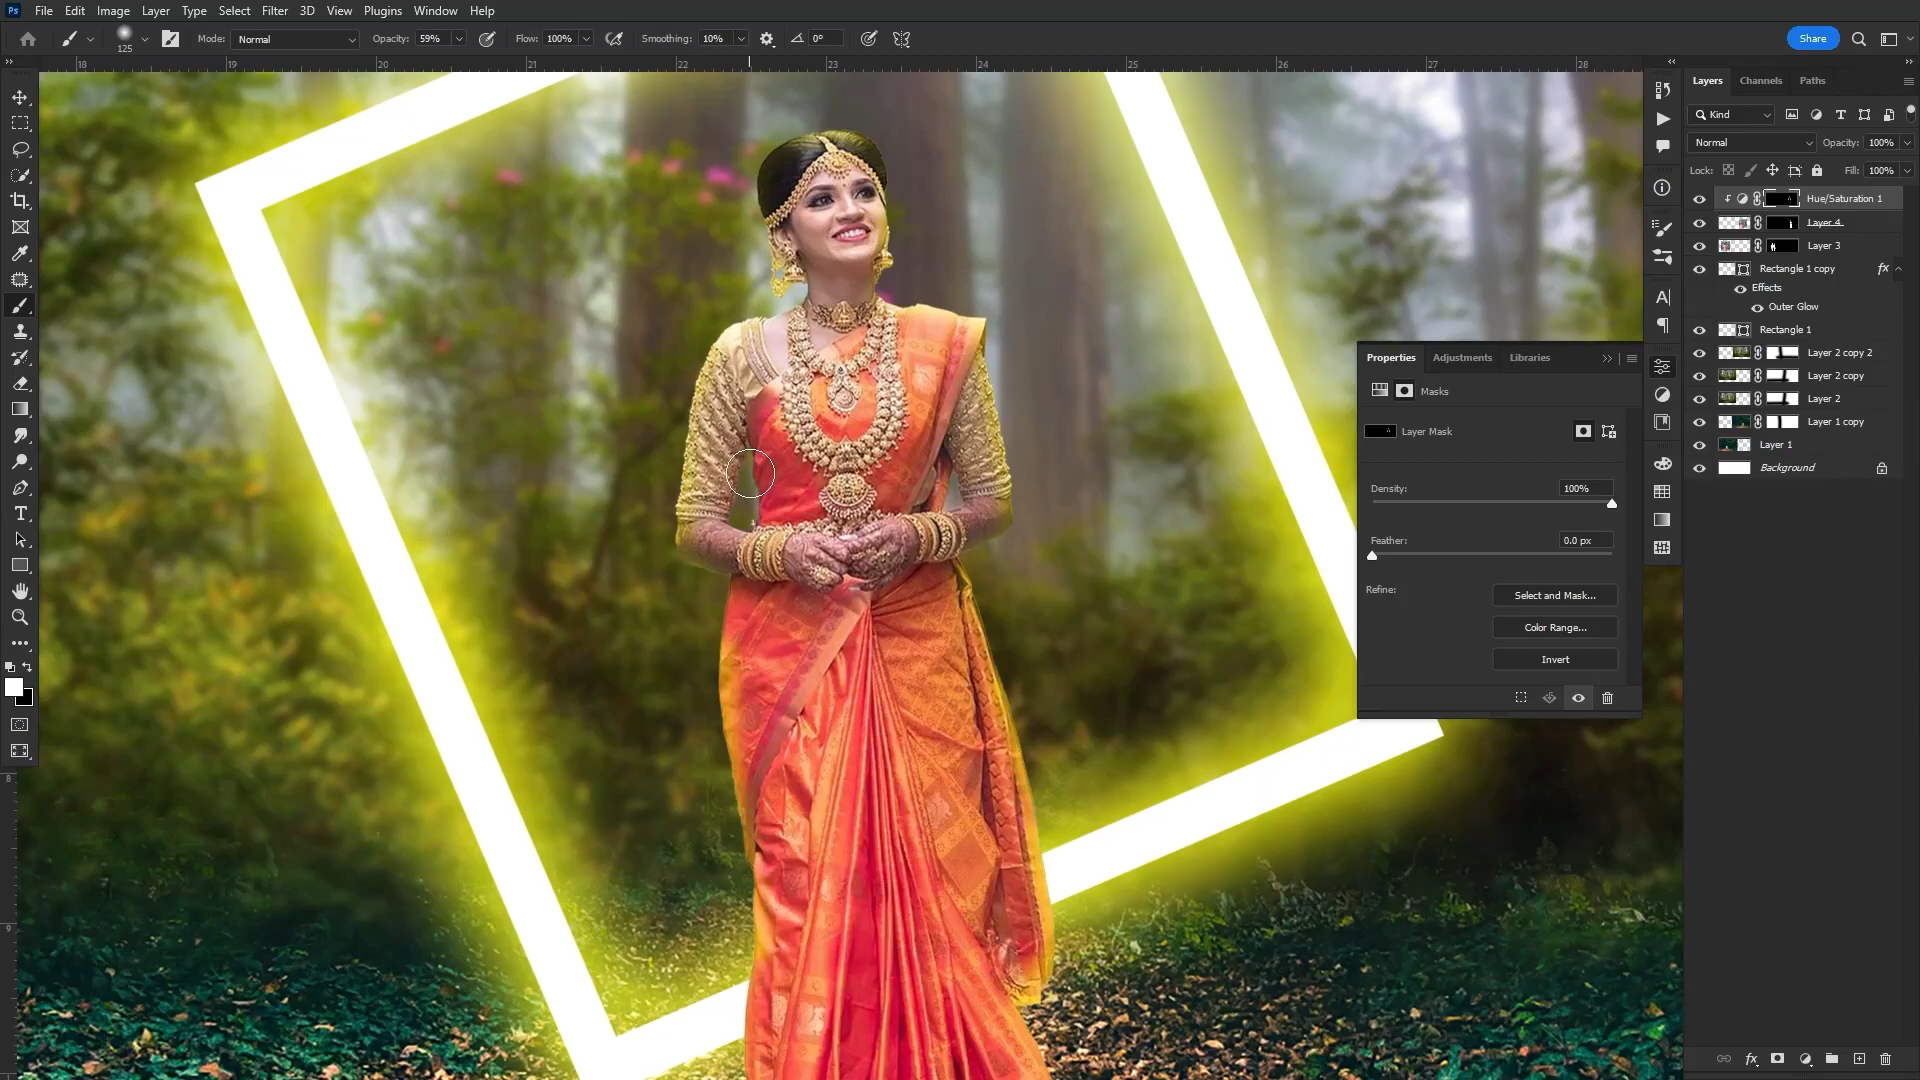 Ps File Edit Image Layer Type Select Filter 3D View Plugins Window Help
125 Mode: Normal Opacity: 59% Flow: 100% Smoothing: 10% 0° Share
18 19 20 21 22 23 24 25 26 27 28
8
9
Layers Channels Paths
Kind
Normal Opacity: 100%
Lock: Fill: 100%
Hue/Saturation 1
Layer 4
Layer 3
Rectangle 1 copy fx
Effects
Outer Glow
Rectangle 1
Layer 2 copy 2
Layer 2 copy
Layer 2
Layer 1 copy
Layer 1
Background
Properties Adjustments Libraries
Masks
Layer Mask
Density: 100%
Feather: 0.0 px
Refine: Select and Mask...
Color Range...
Invert
fx